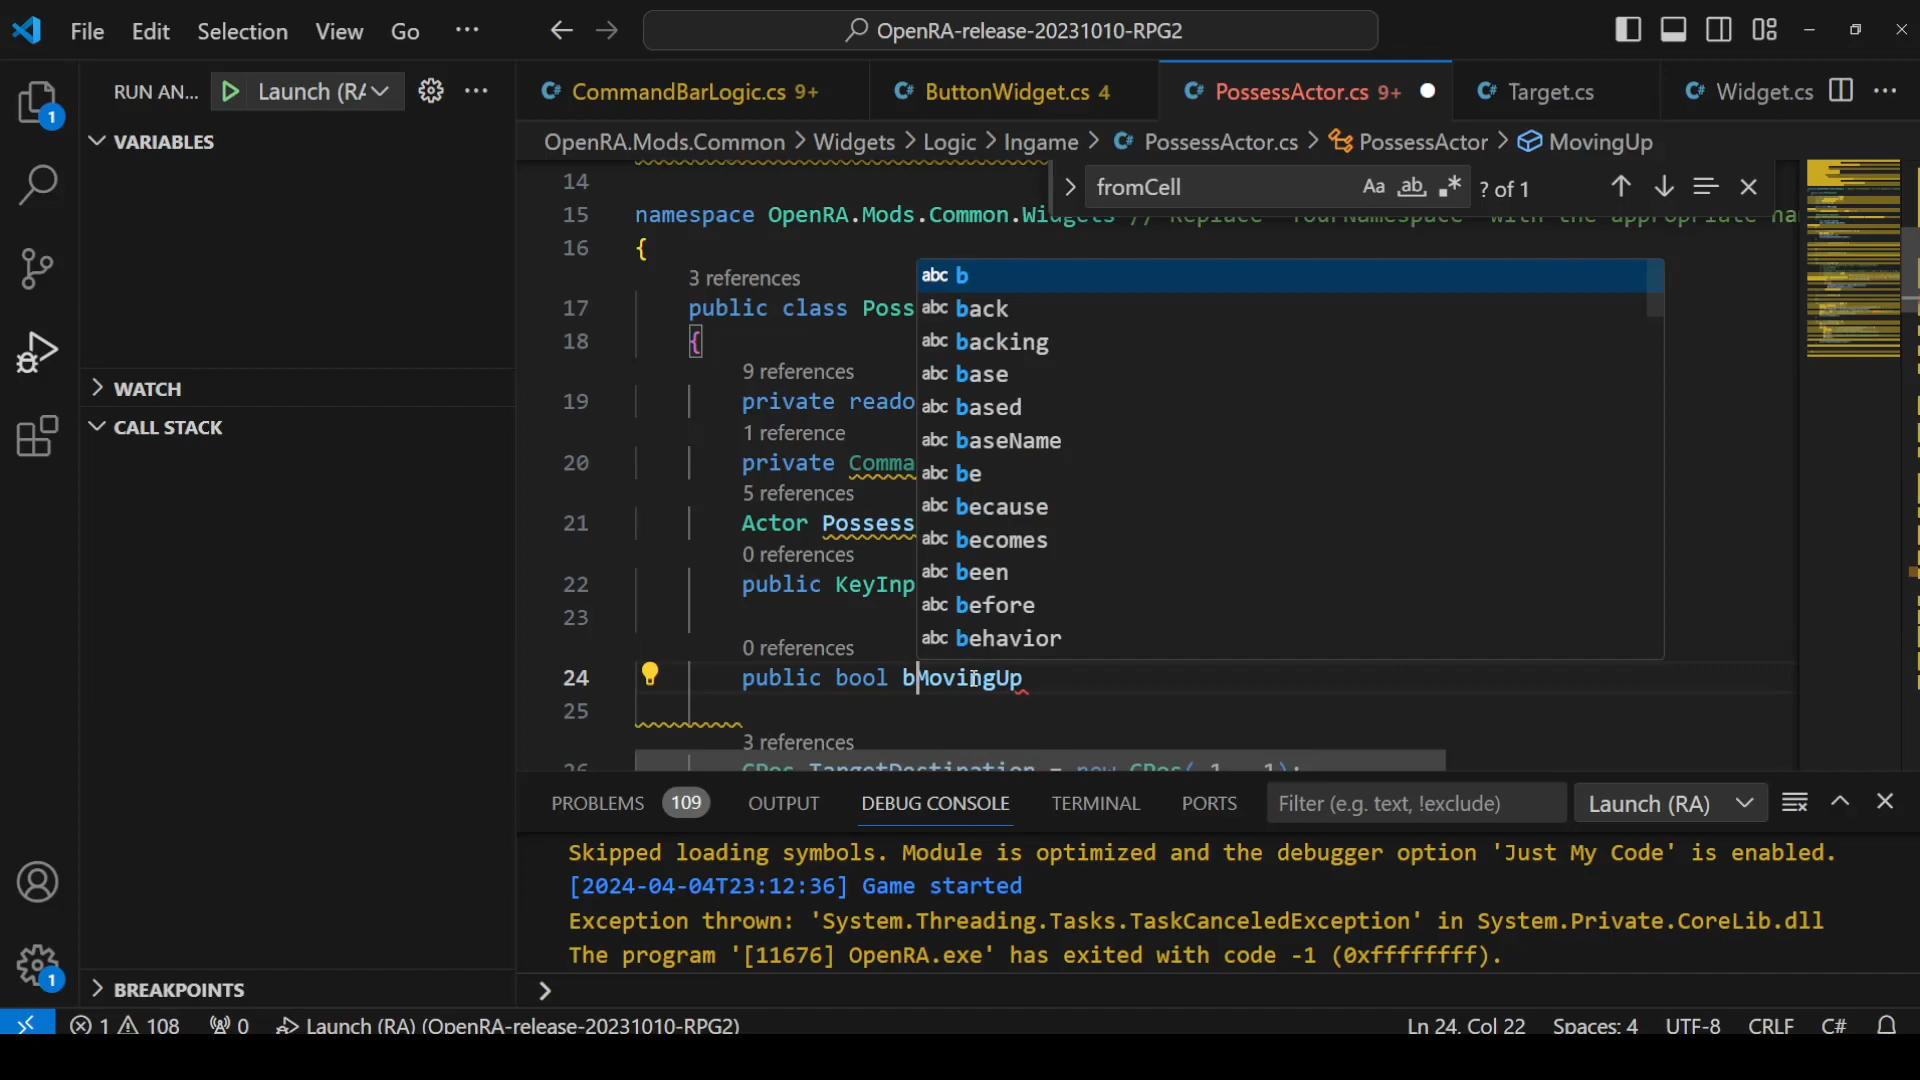 File Edit Selection View Go ··· OpenRA-release-20231010-RPG2
RUN AN... Launch (RA ··· CommandBarLogic.cs 9+ ButtonWidget.cs 4 PossessActor.cs 9+ Target.cs Widget.cs ···
1
OpenRA.Mods.Common > Widgets > Logic > Ingame > PossessActor.cs > PossessActor > MovingUp
VARIABLES
WATCH
CALL STACK
BREAKPOINTS
fromCell Aa ab ? of 1
14
15 namespace OpenRA.Mods.Common.Widgets // Replace "YourNamespace" with the appropriate na
16 {
3 references
17 public class Poss
18 {
9 references
19 private reado
1 reference
20 private Comma
5 references
21 Actor Possess
0 references
22 public KeyInp
23
0 references
24 public bool bMovingUp
25
3 references
26 CPos TargetDestination = new CPos(-1, -1);
abc b
abc back
abc backing
abc base
abc based
abc baseName
abc be
abc because
abc becomes
abc been
abc before
abc behavior
PROBLEMS 109 OUTPUT DEBUG CONSOLE TERMINAL PORTS Filter (e.g. text, !exclude) Launch (RA)
Skipped loading symbols. Module is optimized and the debugger option 'Just My Code' is enabled.
[2024-04-04T23:12:36] Game started
Exception thrown: 'System.Threading.Tasks.TaskCanceledException' in System.Private.CoreLib.dll
The program '[11676] OpenRA.exe' has exited with code -1 (0xffffffff).
>
1
1 108 0 Launch (RA) (OpenRA-release-20231010-RPG2) Ln 24, Col 22 Spaces: 4 UTF-8 CRLF C#